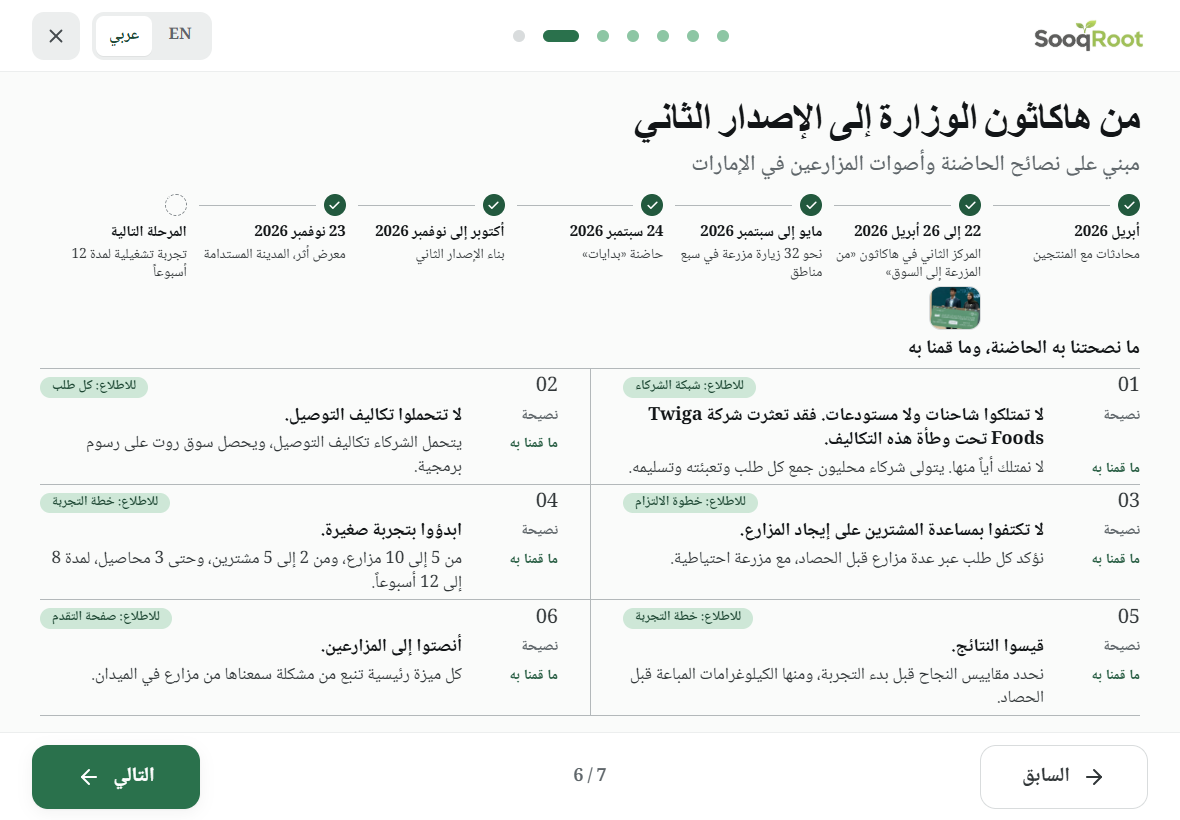 SooqRoot
EN
عربي
من هاكاثون الوزارة إلى الإصدار الثاني
مبني على نصائح الحاضنة وأصوات المزارعين في الإمارات
أبريل 2026
محادثات مع المنتجين
22 إلى 26 أبريل 2026
المركز الثاني في هاكاثون «من
المزرعة إلى السوق»
مايو إلى سبتمبر 2026
نحو 32 زيارة مزرعة في سبع
مناطق
24 سبتمبر 2026
حاضنة «بدايات»
أكتوبر إلى نوفمبر 2026
بناء الإصدار الثاني
23 نوفمبر 2026
معرض أثر، المدينة المستدامة
المرحلة التالية
تجربة تشغيلية لمدة 12
أسبوعاً
ما نصحتنا به الحاضنة، وما قمنا به
01
للاطلاع: شبكة الشركاء
نصيحة
لا تمتلكوا شاحنات ولا مستودعات. فقد تعثرت شركة Twiga
Foods تحت وطأة هذه التكاليف.
ما قمنا به
لا نمتلك أياً منها. يتولى شركاء محليون جمع كل طلب وتعبئته وتسليمه.
02
للاطلاع: كل طلب
نصيحة
لا تتحملوا تكاليف التوصيل.
ما قمنا به
يتحمل الشركاء تكاليف التوصيل، ويحصل سوق روت على رسوم
برمجية.
03
للاطلاع: خطوة الالتزام
نصيحة
لا تكتفوا بمساعدة المشترين على إيجاد المزارع.
ما قمنا به
نؤكد كل طلب عبر عدة مزارع قبل الحصاد، مع مزرعة احتياطية.
04
للاطلاع: خطة التجربة
نصيحة
ابدؤوا بتجربة صغيرة.
ما قمنا به
من 5 إلى 10 مزارع، ومن 2 إلى 5 مشترين، وحتى 3 محاصيل، لمدة 8
إلى 12 أسبوعاً.
05
للاطلاع: خطة التجربة
نصيحة
قيسوا النتائج.
ما قمنا به
نحدد مقاييس النجاح قبل بدء التجربة، ومنها الكيلوغرامات المباعة قبل
الحصاد.
06
للاطلاع: صفحة التقدم
نصيحة
أنصتوا إلى المزارعين.
ما قمنا به
كل ميزة رئيسية تنبع من مشكلة سمعناها من مزارع في الميدان.
السابق
6 / 7
التالي